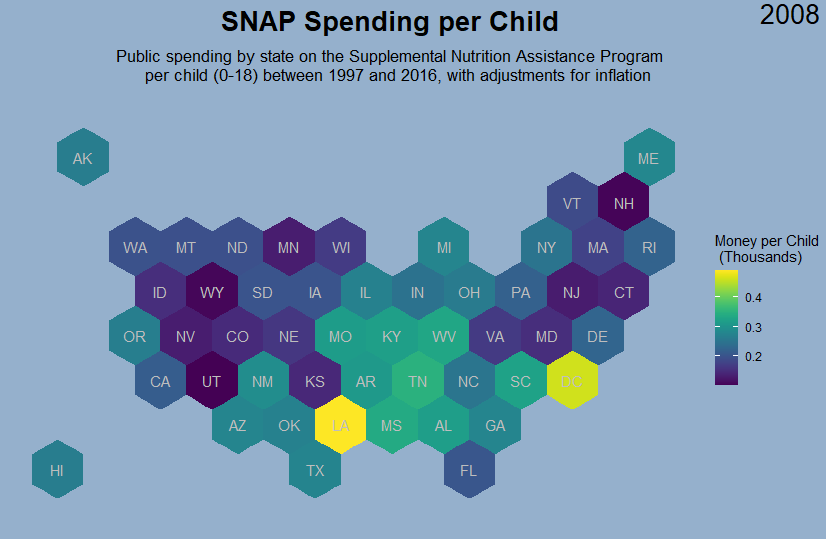 2008
SNAP Spending per Child
Public spending by state on the Supplemental Nutrition Assistance Program
per child (0-18) between 1997 and 2016, with adjustments for inflation
AK
ME
VT
NH
WA
MT
ND
MN
WI
MI
NY
MA
RI
ID
WY
SD
IA
IL
IN
OH
PA
NJ
CT
OR
NV
CO
NE
MO
KY
WV
VA
MD
DE
CA
UT
NM
KS
AR
TN
NC
SC
DC
AZ
OK
LA
MS
AL
GA
HI
TX
FL
Money per Child
(Thousands)
0.4
0.3
0.2